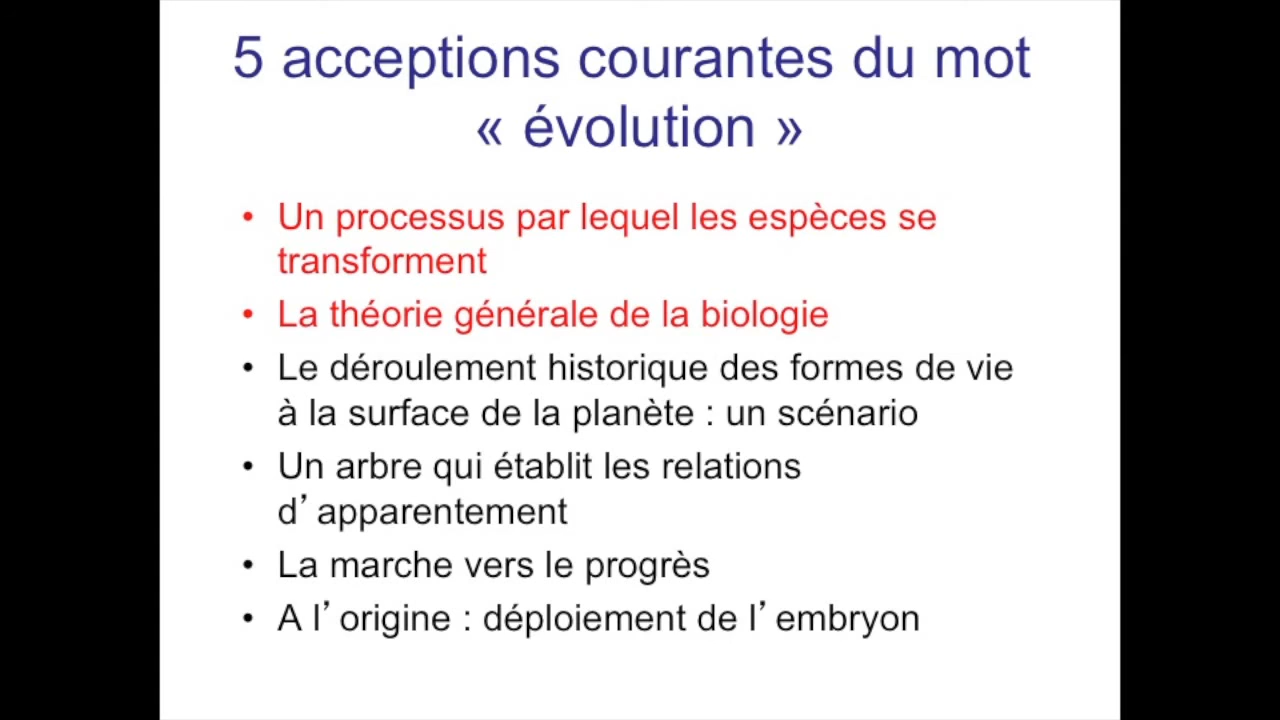 5 acceptions courantes du mot
« évolution »
• Un processus par lequel les espèces se
transforment
• La théorie générale de la biologie
• Le déroulement historique des formes de vie
à la surface de la planète : un scénario
• Un arbre qui établit les relations
d’apparentement
• La marche vers le progrès
• A l’origine : déploiement de l’embryon